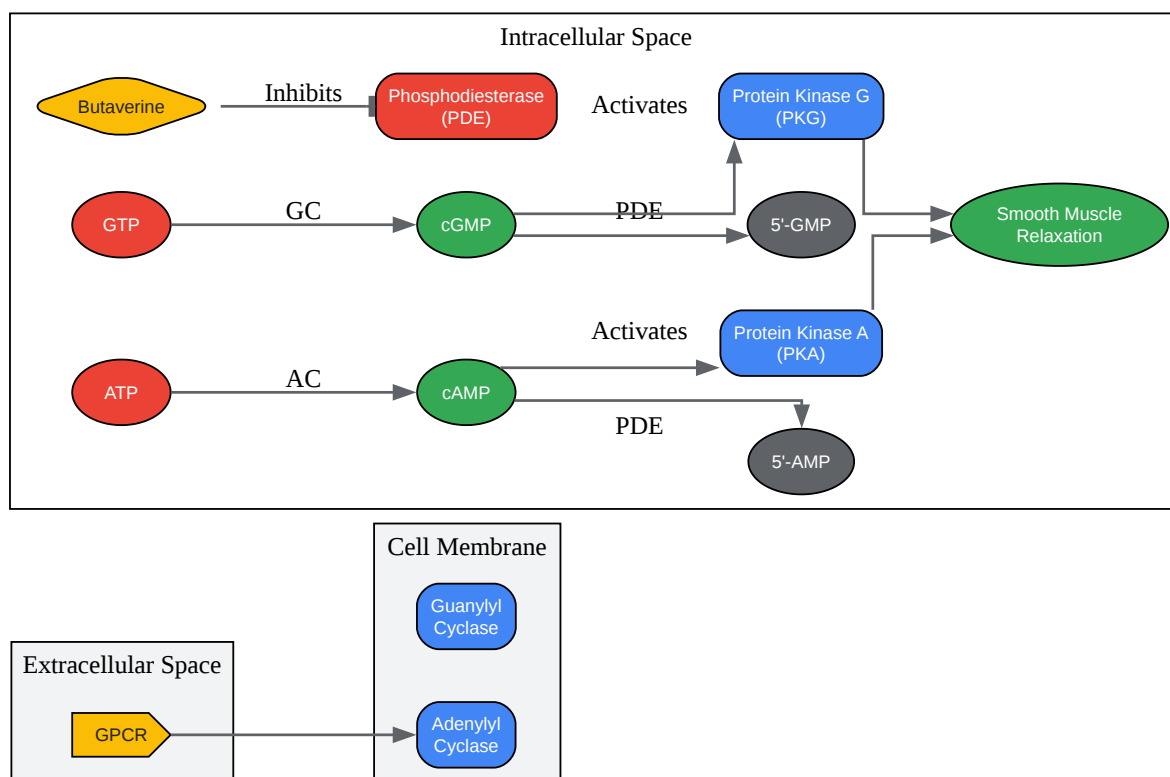 Intracellular Space
Butaverine
Inhibits
Phosphodiesterase
(PDE)
Activates
Protein Kinase G
(PKG)
GTP
GC
cGMP
PDE
5'-GMP
Smooth Muscle
Relaxation
Activates
Protein Kinase A
(PKA)
ATP
AC
cAMP
PDE
5'-AMP
Cell Membrane
Guanylyl
Cyclase
Extracellular Space
GPCR
Adenylyl
Cyclase